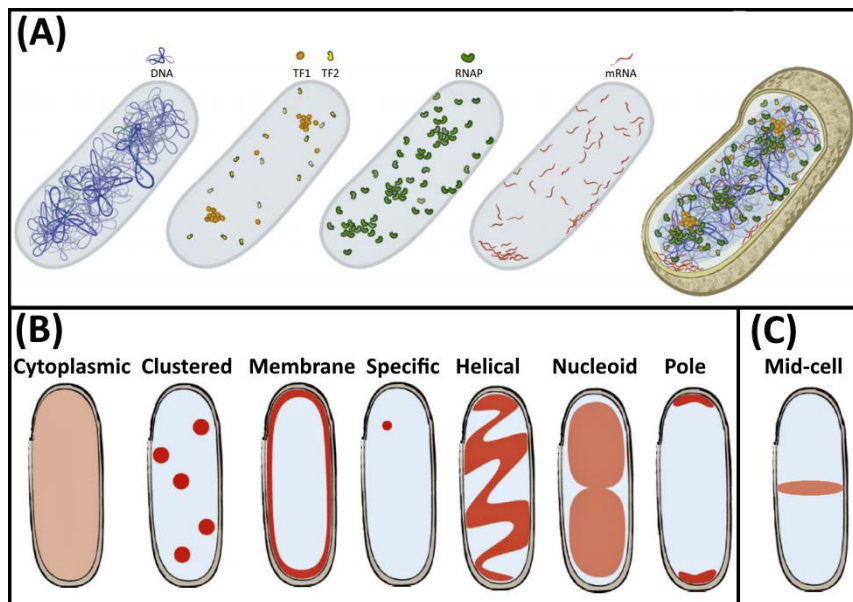 (A)
DNA
TF1 TF2
RNAP
mRNA
(B)
Cytoplasmic Clustered Membrane Specific Helical Nucleoid Pole
(C)
Mid-cell